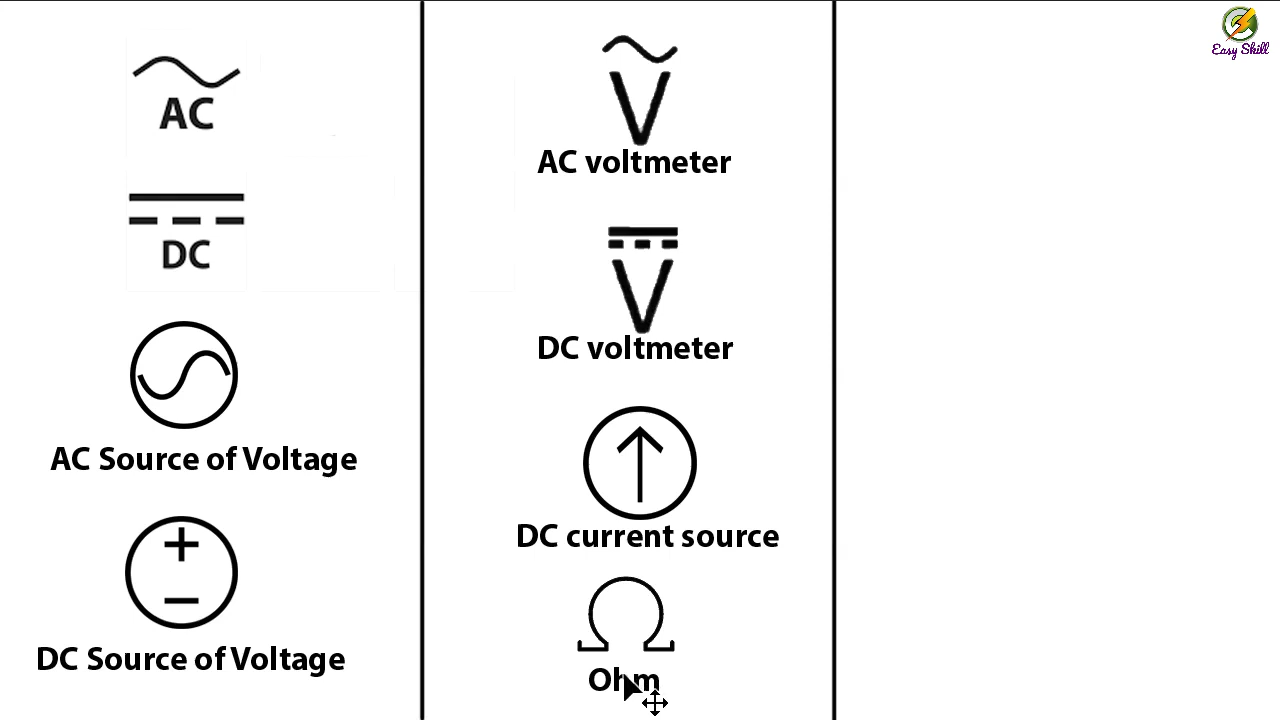 AC
DC
AC Source of Voltage
+
−
DC Source of Voltage
V
AC voltmeter
V
DC voltmeter
DC current source
Ω
Ohm
Easy Skill